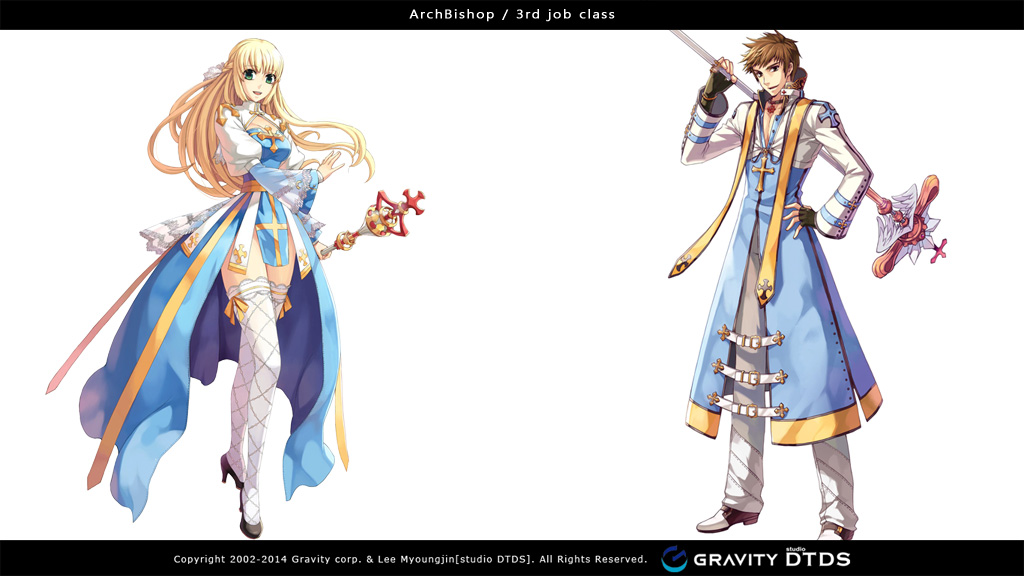 ArchBishop / 3rd job class
Copyright 2002-2014 Gravity corp. & Lee Myoungjin[studio DTDS]. All Rights Reserved.
GRAVITY studio DTDS